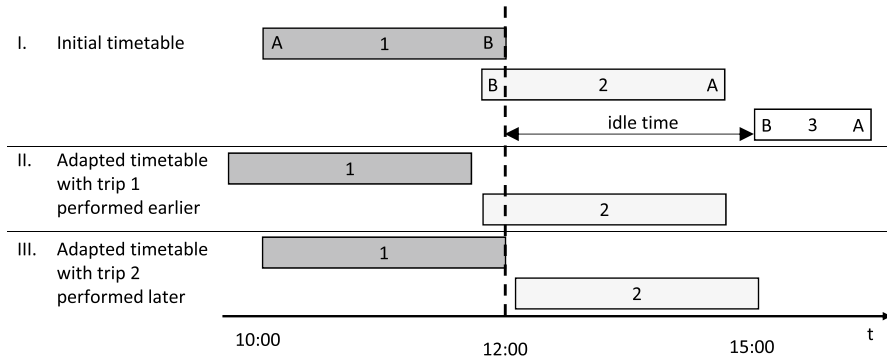 I. Initial timetable
A 1 B
B 2 A
idle time
B 3 A
II. Adapted timetable
with trip 1
performed earlier
1
2
III. Adapted timetable
with trip 2
performed later
1
2
t
10:00 12:00 15:00